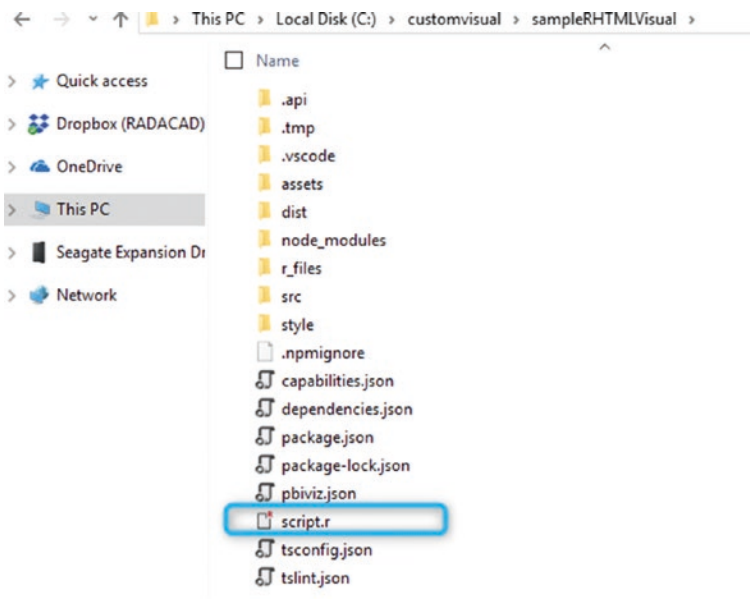 This PC > Local Disk (C:) > customvisual > sampleRHTMLVisual >
Name
Quick access
Dropbox (RADACAD)
OneDrive
This PC
Seagate Expansion Dr
Network
.api
.tmp
.vscode
assets
dist
node_modules
r_files
src
style
.npmignore
capabilities.json
dependencies.json
package.json
package-lock.json
pbiviz.json
script.r
tsconfig.json
tslint.json